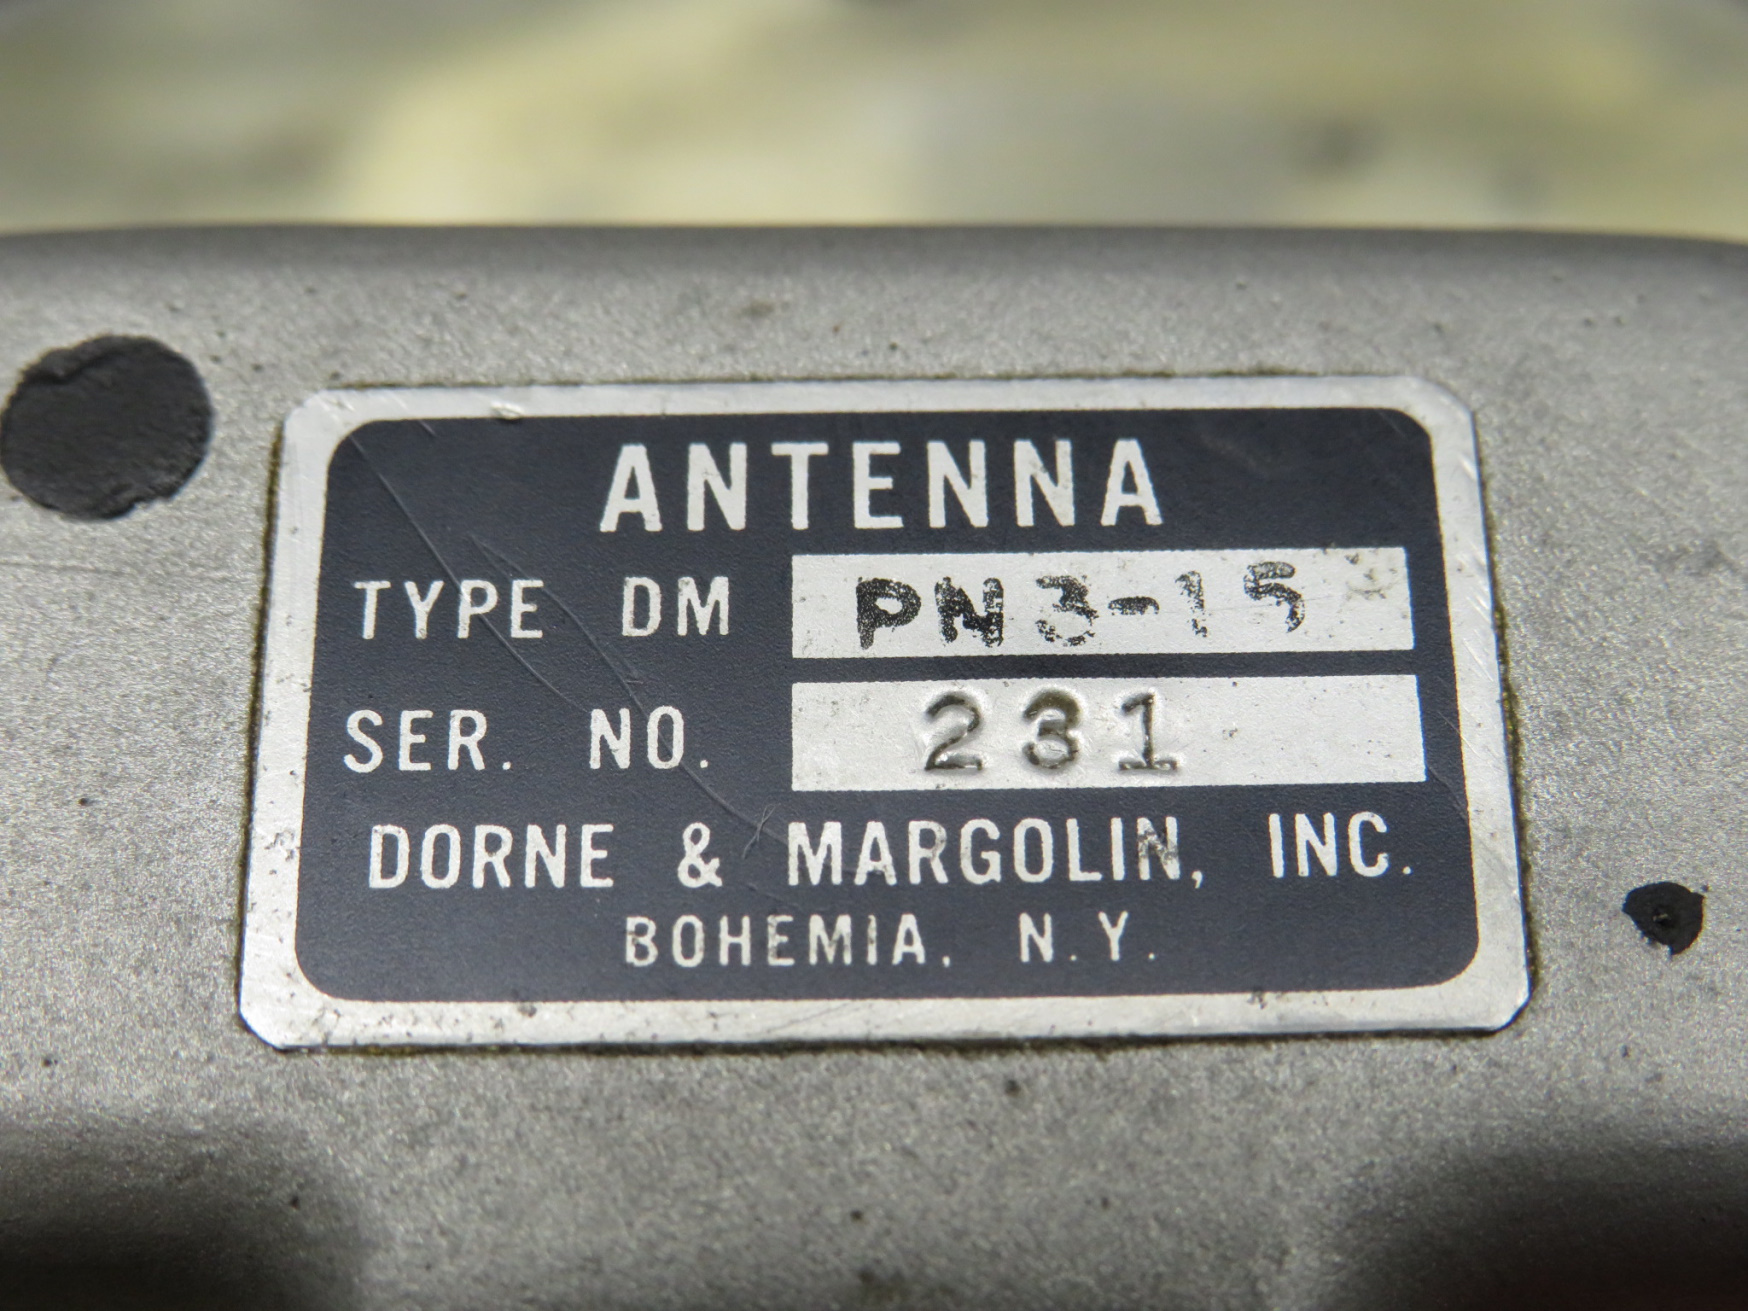 ANTENNA
TYPE DM PN3-15
SER. NO. 231
DORNE & MARGOLIN, INC.
BOHEMIA, N.Y.